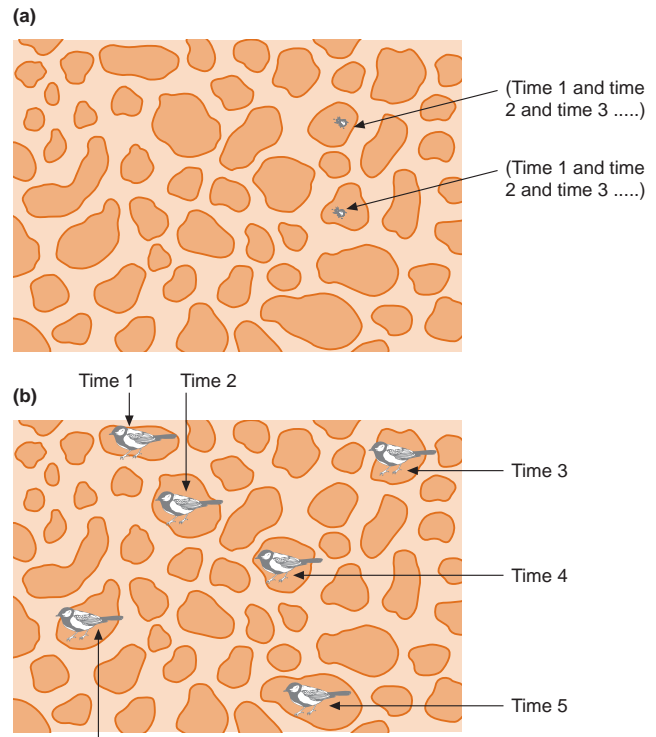 (a)
(Time 1 and time
2 and time 3 .....)
(Time 1 and time
2 and time 3 .....)
Time 1
Time 2
(b)
Time 3
Time 4
Time 5